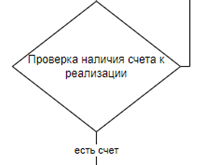 Проверка наличия счета к
реализации
есть счет